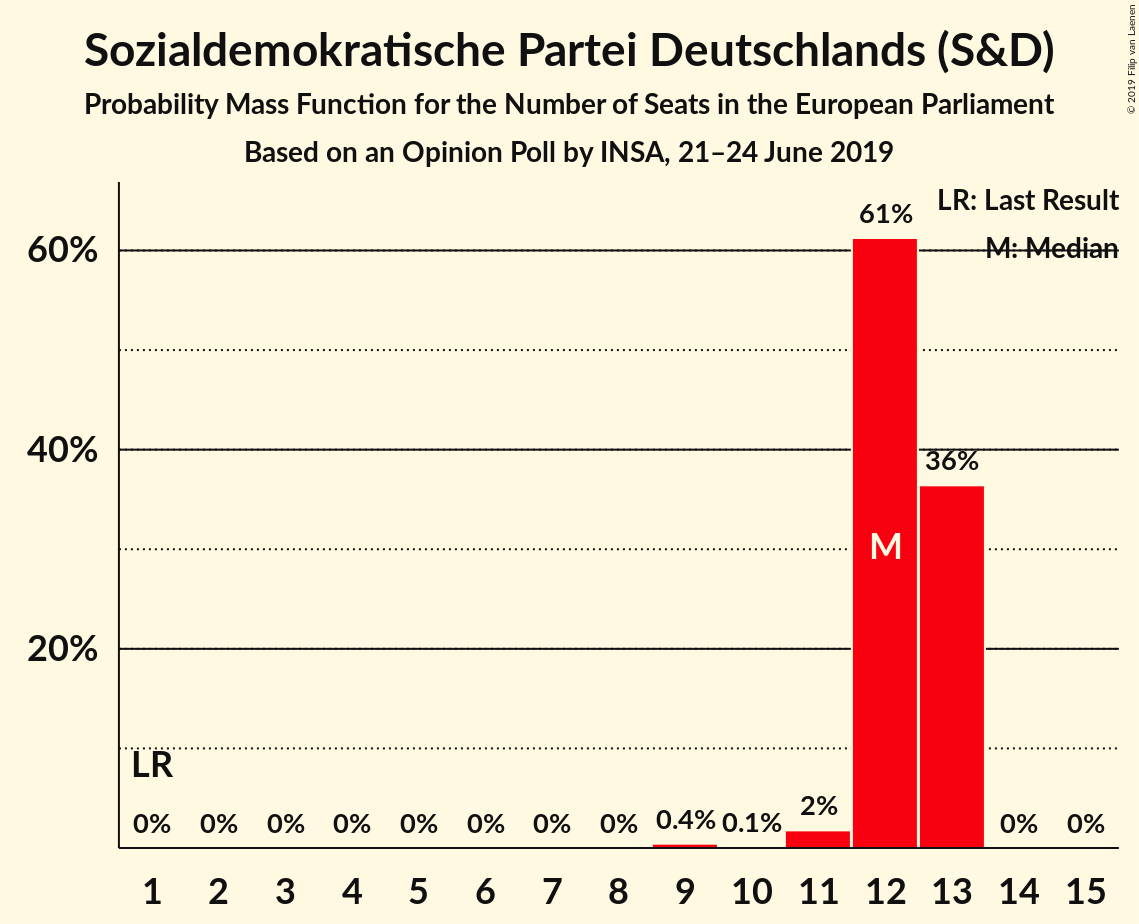 Sozialdemokratische Partei Deutschlands (S&D)
Probability Mass Function for the Number of Seats in the European Parliament
Based on an Opinion Poll by INSA, 21–24 June 2019
© 2019 Filip van Laenen
LR: Last Result
M: Median
61%
60%
40%
36%
M
20%
LR
0% 0% 0% 0% 0% 0% 0% 0% 0.4% 0.1% 2% 0% 0%
1 2 3 4 5 6 7 8 9 10 11 12 13 14 15